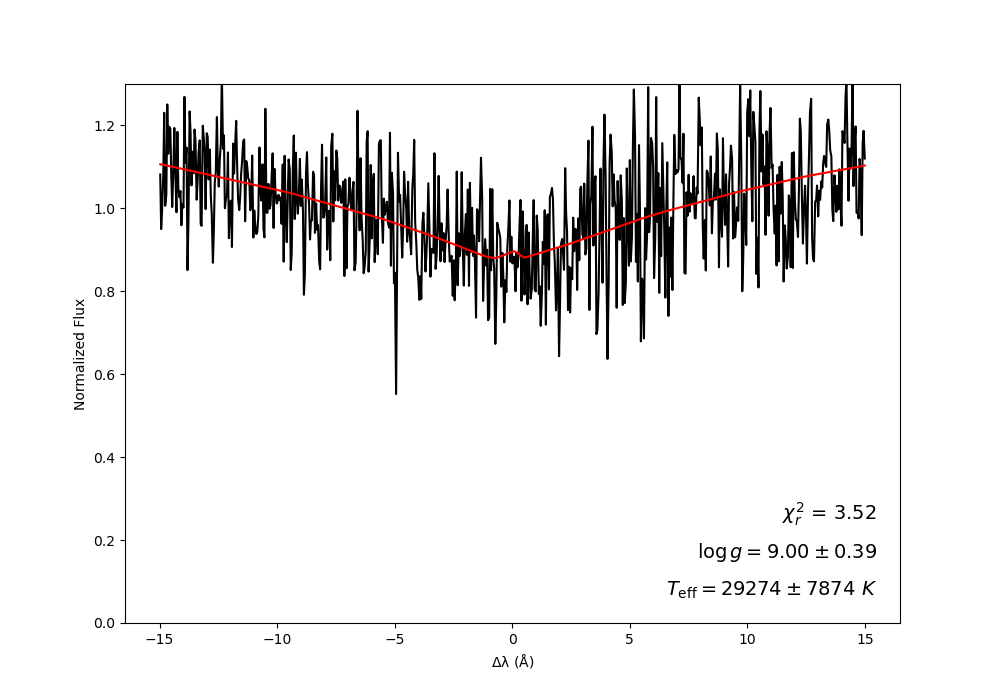 1.2
1.0
0.8
0.6
0.4
0.2
0.0
Normalized Flux
χ²ᵣ = 3.52
log g = 9.00 ± 0.39
T_eff = 29274 ± 7874 K
−15 −10 −5 0 5 10 15
Δλ (Å)